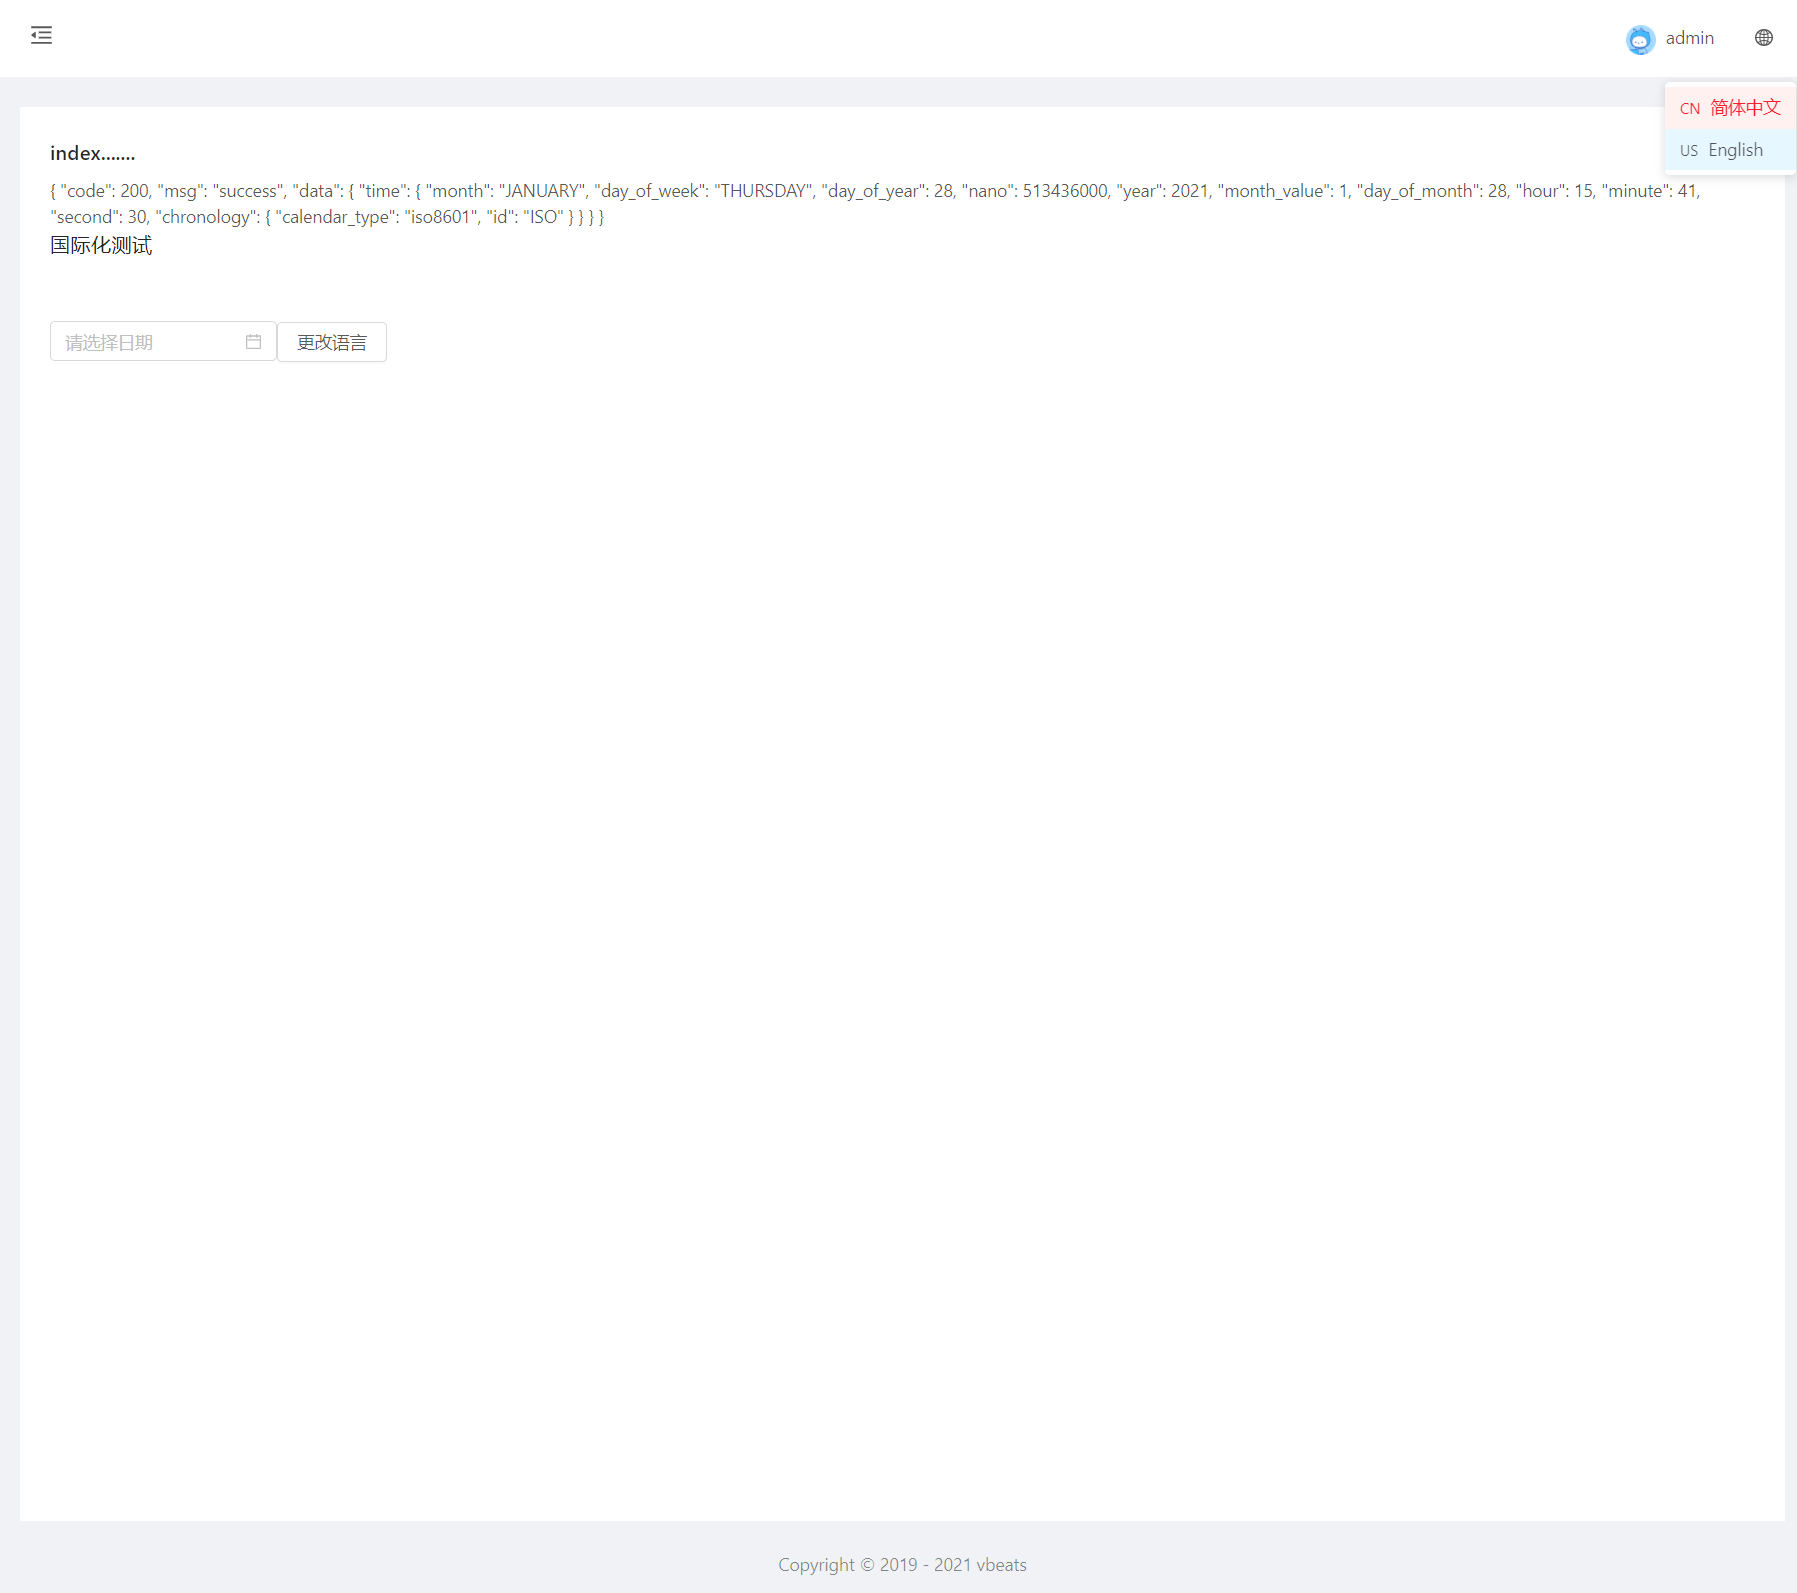 admin
CN 简体中文
US English
index.......
{ "code": 200, "msg": "success", "data": { "time": { "month": "JANUARY", "day_of_week": "THURSDAY", "day_of_year": 28, "nano": 513436000, "year": 2021, "month_value": 1, "day_of_month": 28, "hour": 15, "minute": 41,
"second": 30, "chronology": { "calendar_type": "iso8601", "id": "ISO" } } } }
国际化测试
请选择日期 更改语言
Copyright © 2019 - 2021 vbeats